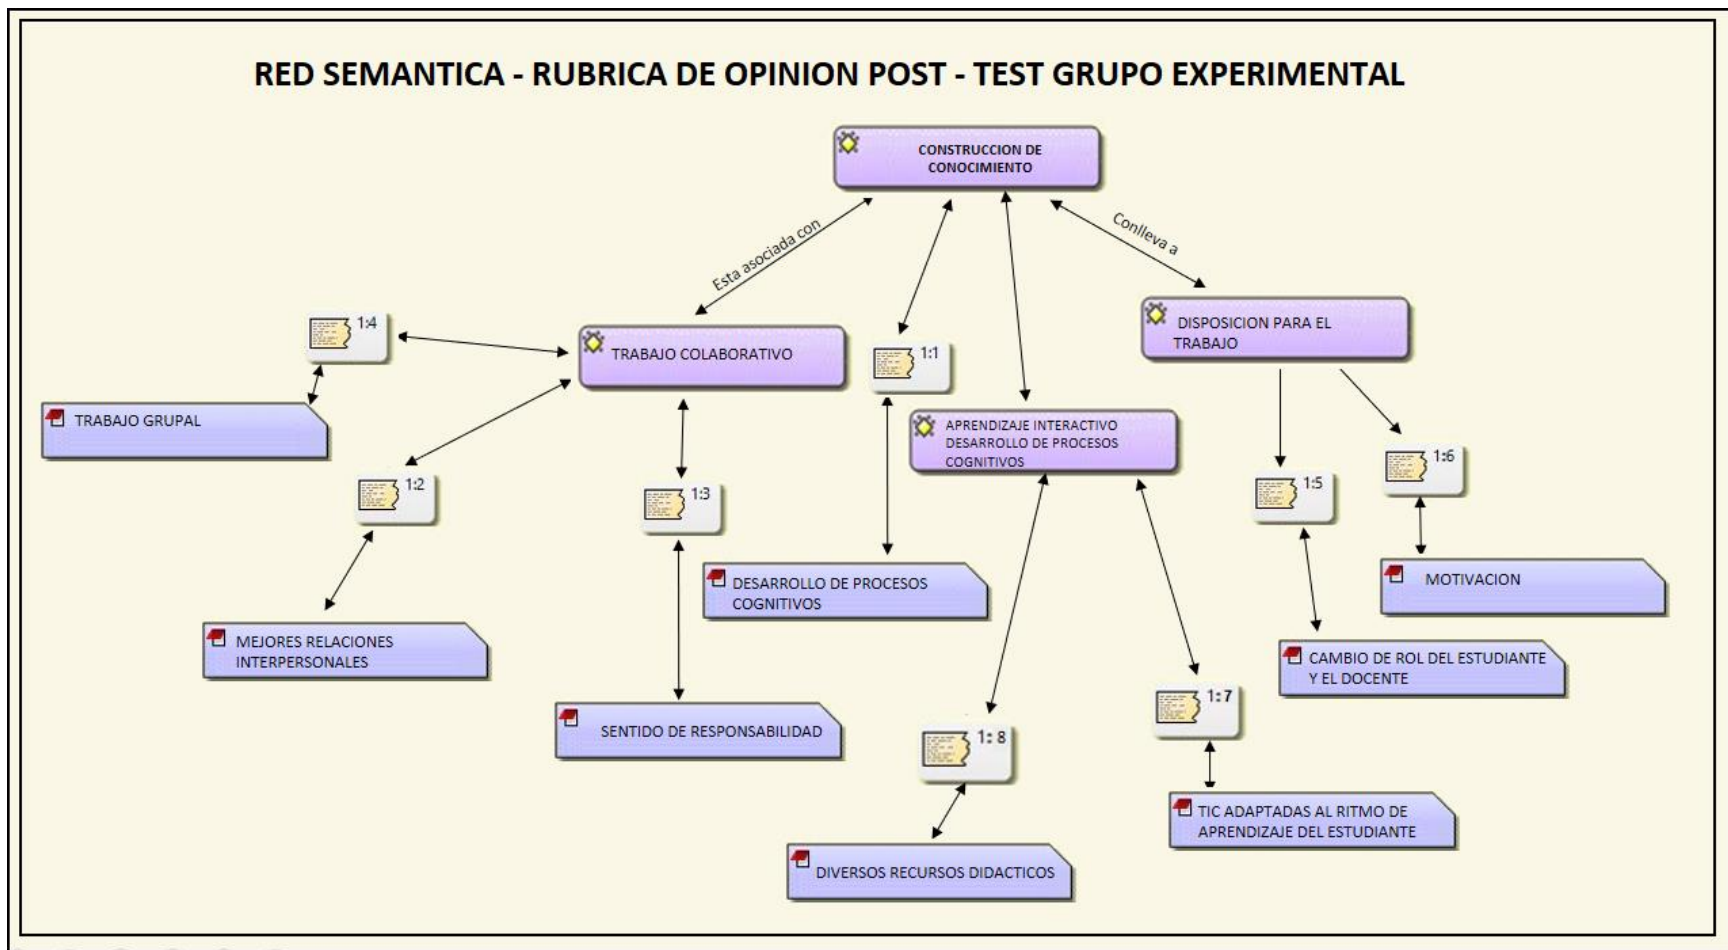 RED SEMANTICA - RUBRICA DE OPINION POST - TEST GRUPO EXPERIMENTAL
CONSTRUCCION DE
CONOCIMIENTO
Esta asociada con
Conlleva a
DISPOSICION PARA EL
TRABAJO
1:4
TRABAJO COLABORATIVO
1:1
TRABAJO GRUPAL
APRENDIZAJE INTERACTIVO
DESARROLLO DE PROCESOS
COGNITIVOS
1:2
1:3
1:5
1:6
DESARROLLO DE PROCESOS
COGNITIVOS
MOTIVACION
MEJORES RELACIONES
INTERPERSONALES
CAMBIO DE ROL DEL ESTUDIANTE
Y EL DOCENTE
SENTIDO DE RESPONSABILIDAD
1: 8
1: 7
TIC ADAPTADAS AL RITMO DE
APRENDIZAJE DEL ESTUDIANTE
DIVERSOS RECURSOS DIDACTICOS